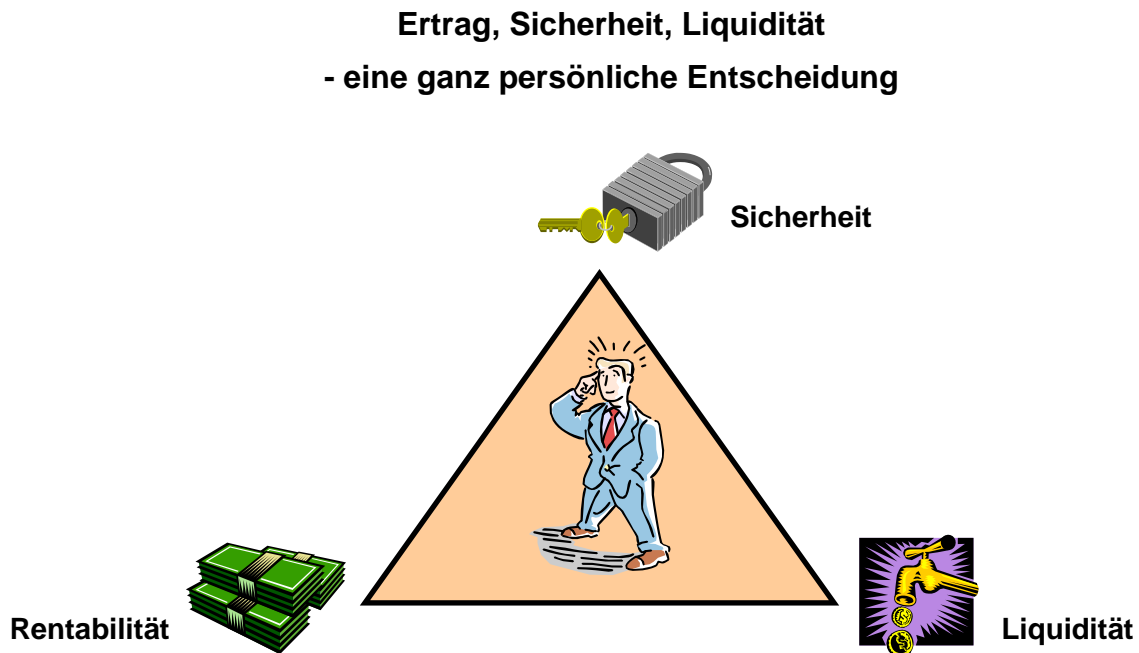 Ertrag, Sicherheit, Liquidität
- eine ganz persönliche Entscheidung
Sicherheit
Rentabilität
Liquidität